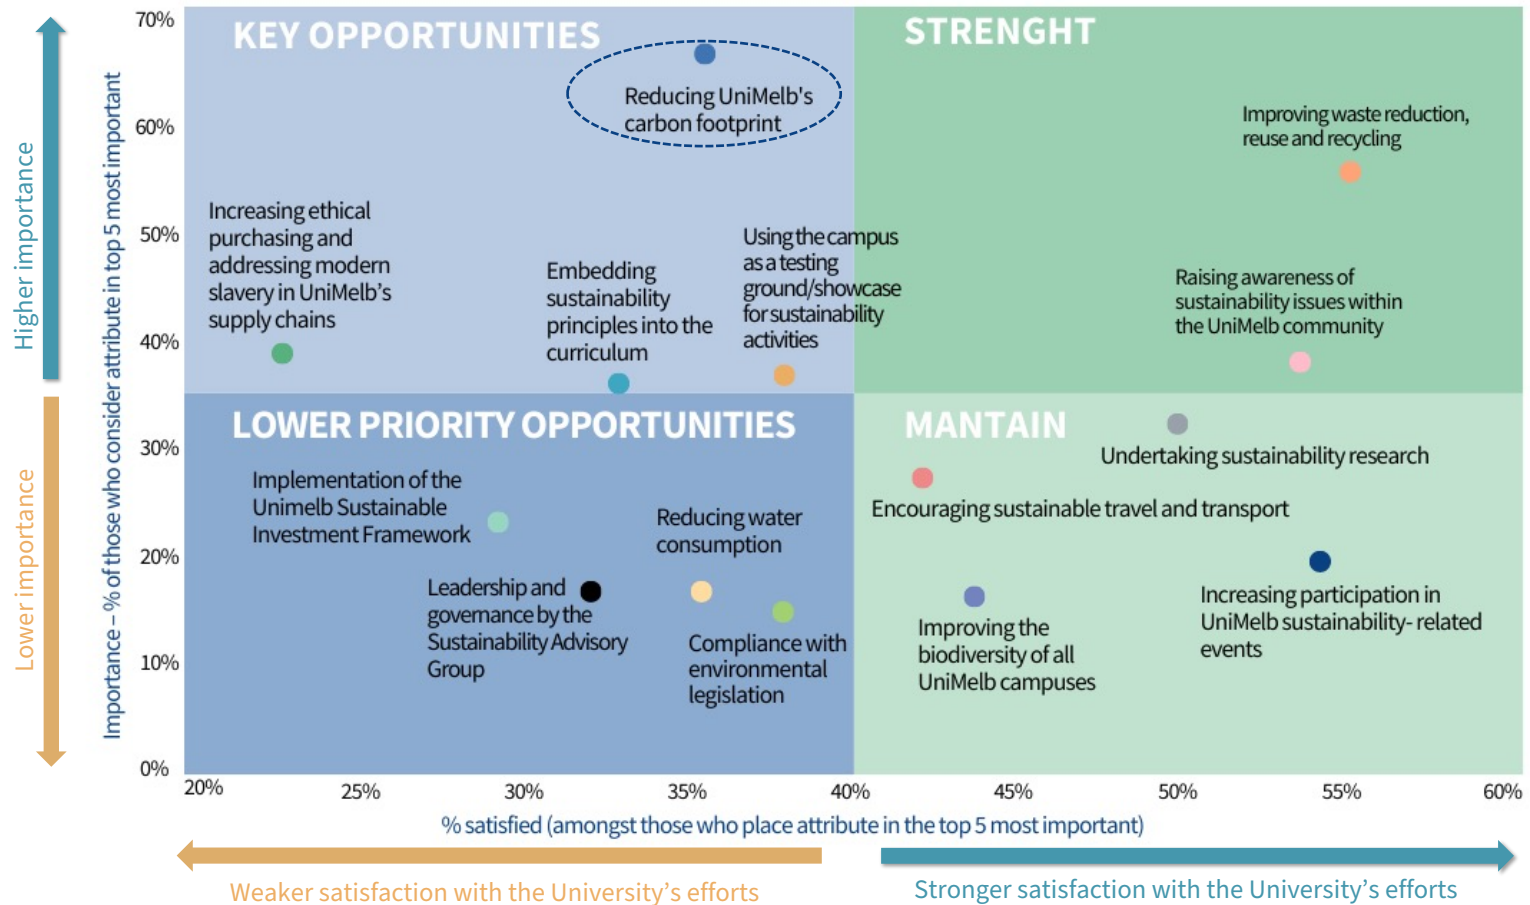 KEY OPPORTUNITIES
STRENGHT
Reducing UniMelb's
carbon footprint
Improving waste reduction,
reuse and recycling
Increasing ethical
purchasing and
addressing modern
slavery in UniMelb’s
supply chains
Embedding
sustainability
principles into the
curriculum
Using the campus
as a testing
ground/showcase
for sustainability
activities
Raising awareness of
sustainability issues within
the UniMelb community
LOWER PRIORITY OPPORTUNITIES
MANTAIN
Implementation of the
Unimelb Sustainable
Investment Framework
Leadership and
governance by the
Sustainability Advisory
Group
Reducing water
consumption
Compliance with
environmental
legislation
Undertaking sustainability research
Encouraging sustainable travel and transport
Improving the
biodiversity of all
UniMelb campuses
Increasing participation in
UniMelb sustainability- related
events
Higher importance
Lower importance
Importance – % of those who consider attribute in top 5 most important
70%
60%
50%
40%
30%
20%
10%
0%
20%
25%
30%
35%
40%
45%
50%
55%
60%
% satisfied (amongst those who place attribute in the top 5 most important)
Weaker satisfaction with the University’s efforts
Stronger satisfaction with the University’s efforts